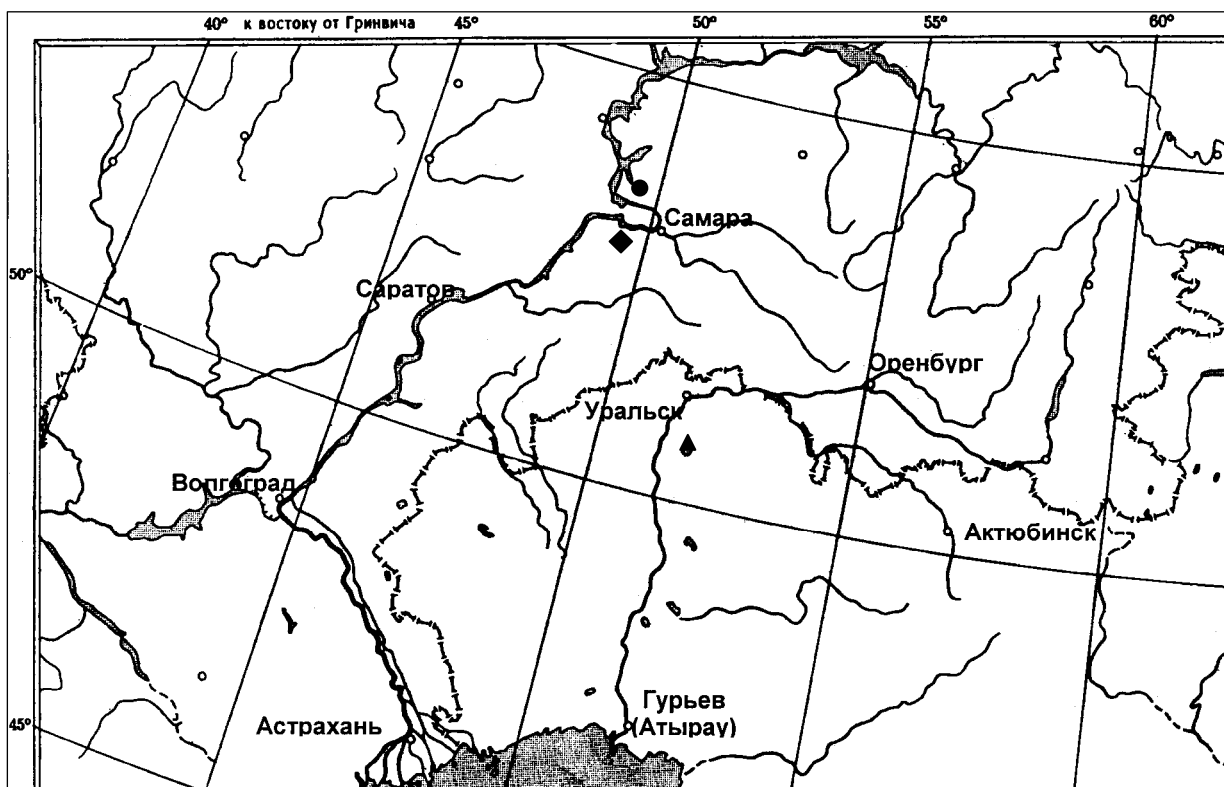 40° к востоку от Гринвича 45° 50° 55° 60°
Самара
50°
Саратов
Оренбург
Уральск
Волгоград
Актюбинск
Гурьев
(Атырау)
45°
Астрахань